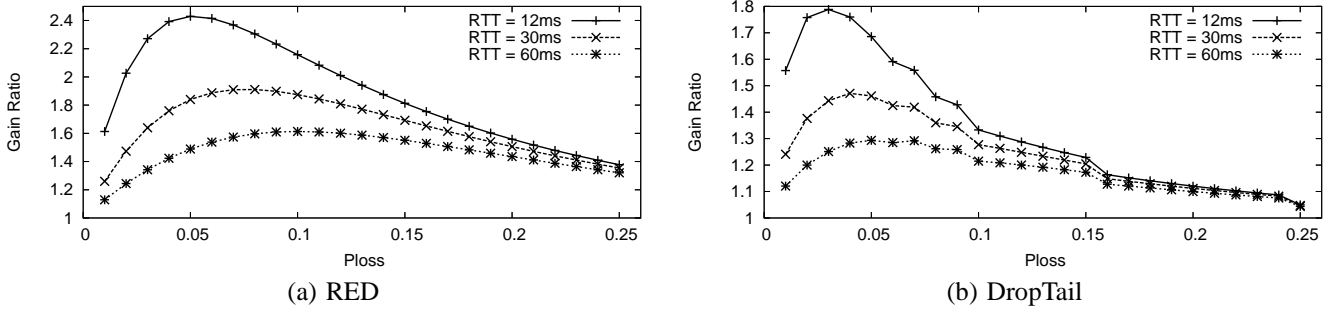 2.4
2.2
2
1.8
1.6
1.4
1.2
1
Gain Ratio
0
0.05
0.1
0.15
0.2
0.25
Ploss
RTT = 12ms
RTT = 30ms
RTT = 60ms
(a) RED
1.8
1.7
1.6
1.5
1.4
1.3
1.2
1.1
1
Gain Ratio
0
0.05
0.1
0.15
0.2
0.25
Ploss
RTT = 12ms
RTT = 30ms
RTT = 60ms
(b) DropTail